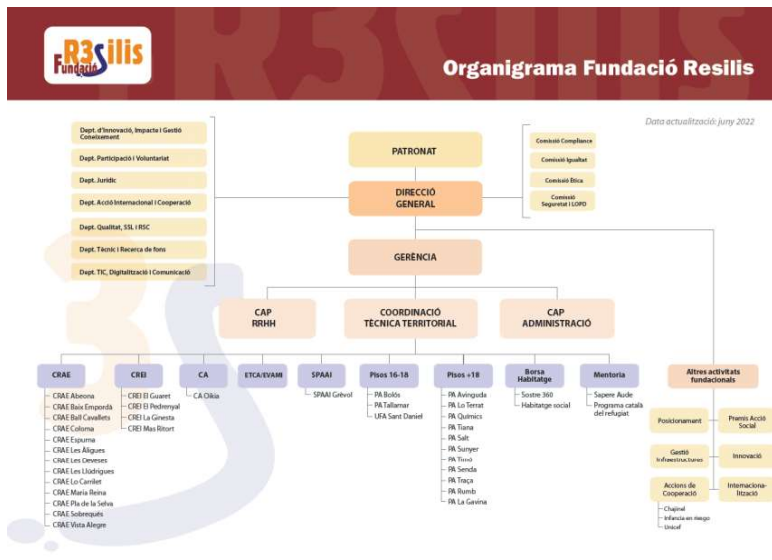 R3Silis
Fundació
Organigrama Fundació Resilis
Data actualització: juny 2022
Dept. d'Innovació, Impacte i Gestió
Coneixement
Dept. Participació i Voluntariat
Dept. Jurídic
Dept. Acció Internacional i Cooperació
Dept. Qualitat, SSL i RSC
Dept. Tècnic i Recerca de fons
Dept. TIC, Digitalització i Comunicació
PATRONAT
DIRECCIÓ
GENERAL
GERÈNCIA
Comissió Compliance
Comissió Igualtat
Comissió Ètica
Comissió
Seguretat i LOPD
CAP
RRHH
COORDINACIÓ
TÈCNICA TERRITORIAL
CAP
ADMINISTRACIÓ
CRAE
CRAE Abeona
CRAE Baix Empordà
CRAE Ball Cavallets
CRAE Coloma
CRAE Espurna
CRAE Les Àligues
CRAE Les Deveses
CRAE Les Llúdrigues
CRAE Lo Carrilet
CRAE Maria Reina
CRAE Pla de la Selva
CRAE Sobrequés
CRAE Vista Alegre
CREI
CREI El Guaret
CREI El Pedrenyal
CREI La Ginesta
CREI Mas Ritort
CA
CA Oikia
ETCA/EVAMI
SPAAI
SPAAI Grèvol
Pisos 16-18
PA Bolós
PA Tallamar
UFA Sant Daniel
Pisos +18
PA Avinguda
PA Lo Terrat
PA Químics
PA Tiana
PA Salt
PA Sunyer
PA Timó
PA Senda
PA Traça
PA Rumb
PA La Gavina
Borsa
Habitatge
Sostre 360
Habitatge social
Mentoria
Sapere Aude
Programa català
del refugiat
Altres activitats
fundacionals
Posicionament
Premis Acció
Social
Gestió
Infraestructures
Innovació
Accions de
Cooperació
Internaciona-
lització
Chajinel
Infancia en riesgo
Unicef